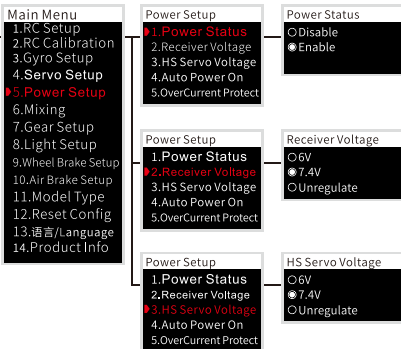 Main Menu
1.RC Setup
2.RC Calibration
3.Gyro Setup
4.Servo Setup
5.Power Setup
6.Mixing
7.Gear Setup
8.Light Setup
9.Wheel Brake Setup
10.Air Brake Setup
11.Model Type
12.Reset Config
13.语言/Language
14.Product Info
Power Setup
1.Power Status
2.Receiver Voltage
3.HS Servo Voltage
4.Auto Power On
5.OverCurrent Protect
Power Status
Disable
Enable
Power Setup
1.Power Status
2.Receiver Voltage
3.HS Servo Voltage
4.Auto Power On
5.OverCurrent Protect
Receiver Voltage
6V
7.4V
Unregulate
Power Setup
1.Power Status
2.Receiver Voltage
3.HS Servo Voltage
4.Auto Power On
5.OverCurrent Protect
HS Servo Voltage
6V
7.4V
Unregulate